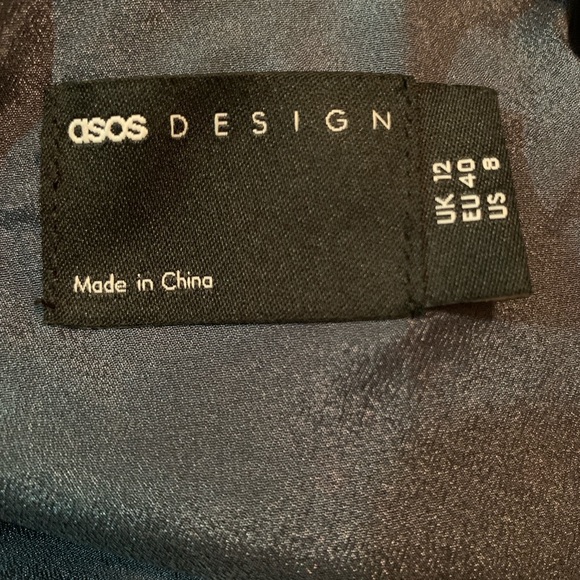 asos DESIGN
Made in China
UK 12
EU 40
US 8